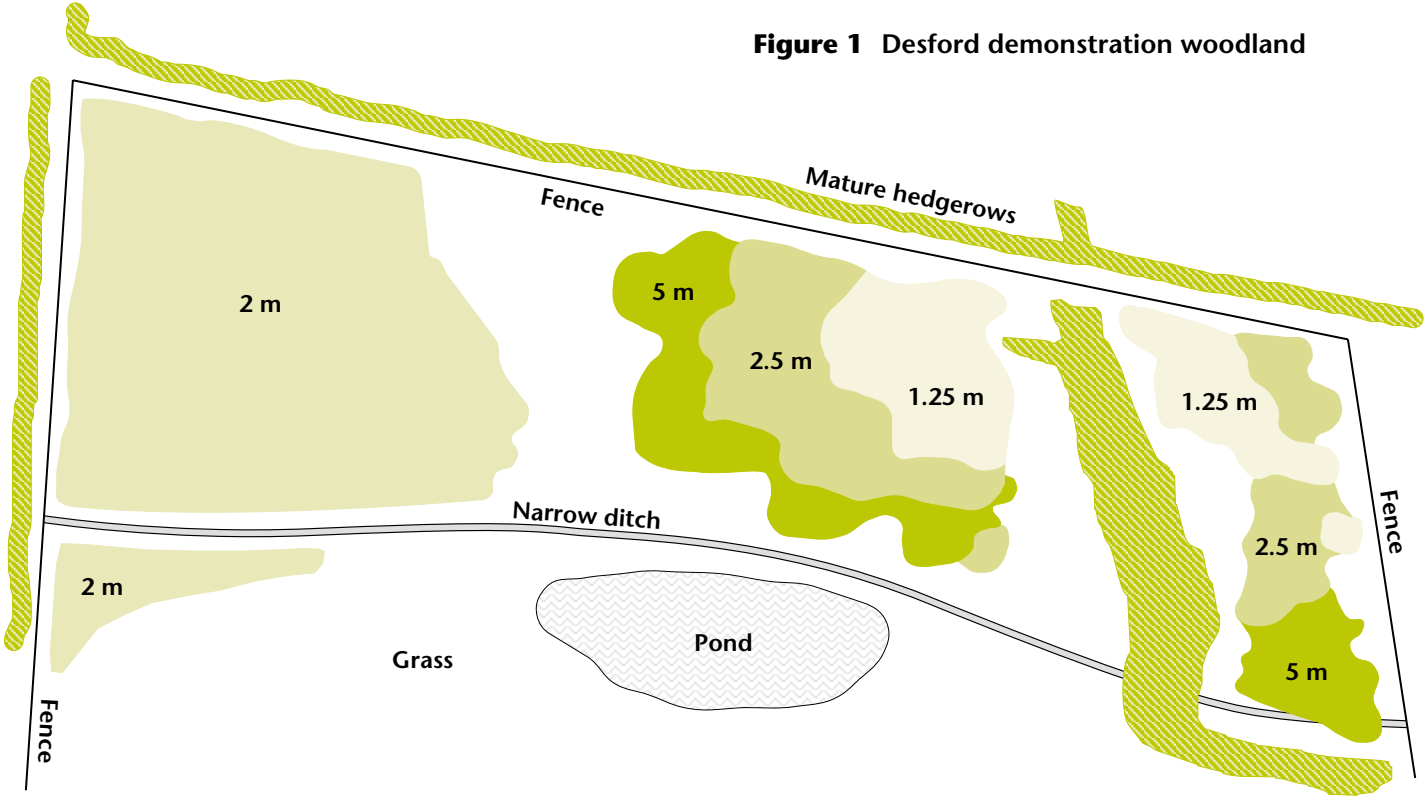 Figure 1 Desford demonstration woodland
Mature hedgerows
Fence
2 m
5 m
2.5 m
1.25 m
1.25 m
Fence
Narrow ditch
2.5 m
2 m
Pond
Grass
5 m
Fence